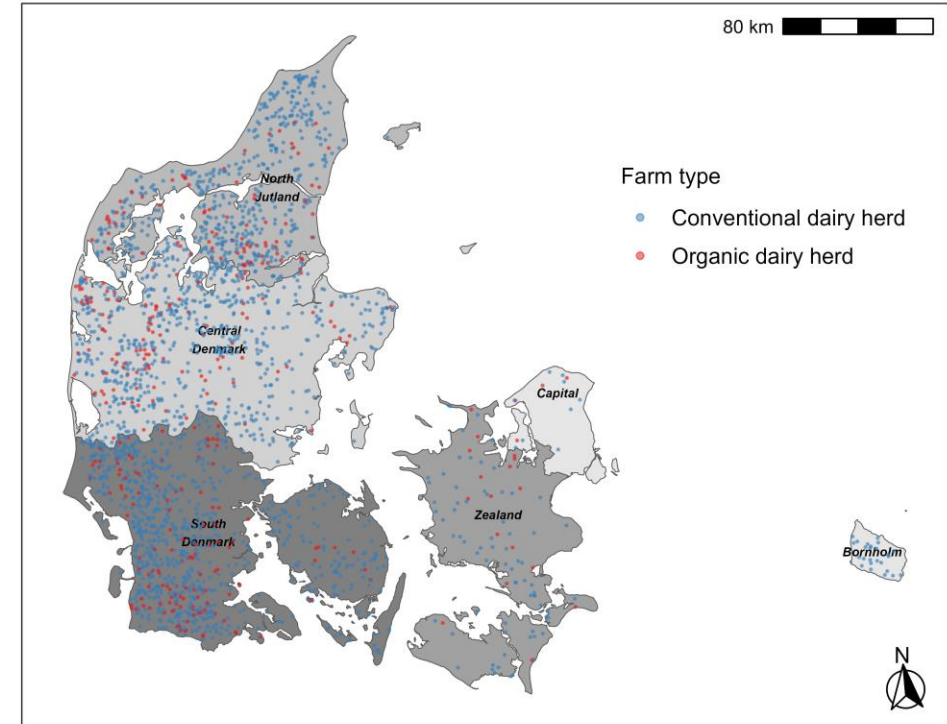 80 km
Farm type
Conventional dairy herd
Organic dairy herd
North
Jutland
Central
Denmark
Capital
Zealand
South
Denmark
Bornholm
N